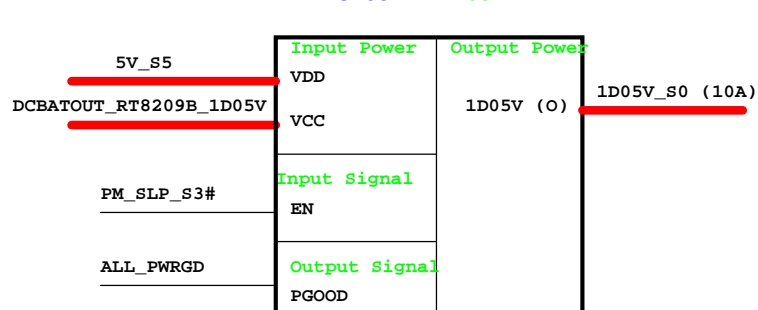 Input Power
Output Power
5V_S5
VDD
DCBATOUT_RT8209B_1D05V
VCC
1D05V (O)
1D05V_S0 (10A)
Input Signal
PM_SLP_S3#
EN
ALL_PWRGD
Output Signal
PGOOD